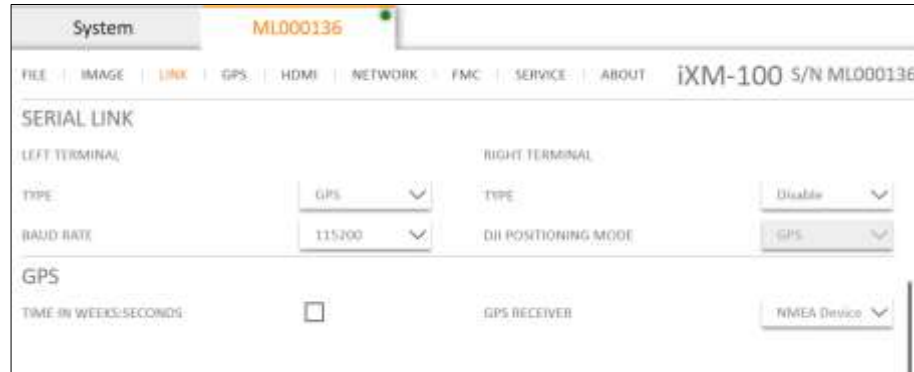 System ML000136
FILE | IMAGE | LINK | GPS | HDMI | NETWORK | FMC | SERVICE | ABOUT iXM-100 S/N ML000136
SERIAL LINK
LEFT TERMINAL RIGHT TERMINAL
TYPE GPS TYPE Disable
BAUD RATE 115200 DJI POSITIONING MODE GPS
GPS
TIME IN WEEKS:SECONDS GPS RECEIVER NMEA Device